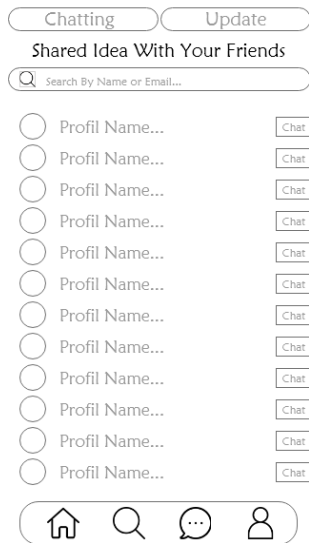 Chatting Update
Shared Idea With Your Friends
Search By Name or Email...
Profil Name... Chat
Profil Name... Chat
Profil Name... Chat
Profil Name... Chat
Profil Name... Chat
Profil Name... Chat
Profil Name... Chat
Profil Name... Chat
Profil Name... Chat
Profil Name... Chat
Profil Name... Chat
Profil Name... Chat